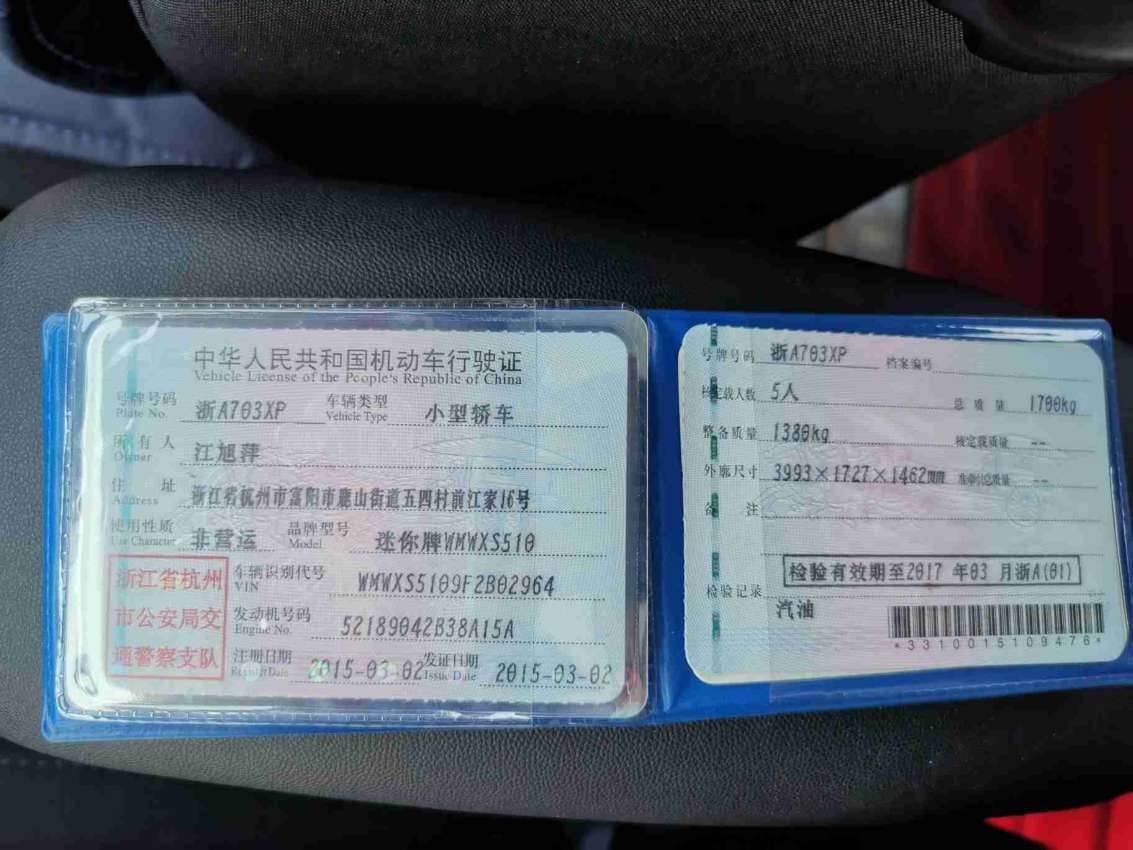 中华人民共和国机动车行驶证
Vehicle License of the People's Republic of China
号牌号码 浙A703XP 车辆类型 小型轿车
Plate No. Vehicle Type
所有人 江旭萍
Owner
住址 浙江省杭州市富阳市鹿山街道五四村前江家16号
Address
使用性质 非营运 品牌型号 迷你牌WMWXS510
Use Character Model
浙江省杭州
市公安局交
通警察支队
车辆识别代号 WMWXS5109F2B02964
VIN
发动机号码 52189042B38A15A
Engine No.
注册日期 2015-03-02 发证日期 2015-03-02
Register Date Issue Date
号牌号码 浙A703XP 档案编号
核定载人数 5人 总质量 1700kg
整备质量 1380kg 核定载质量 --
外廓尺寸 3993×1727×1462mm 准牵引总质量 --
备注
检验记录 检验有效期至2017 年03 月浙A(01)
汽油
*3310015109476*